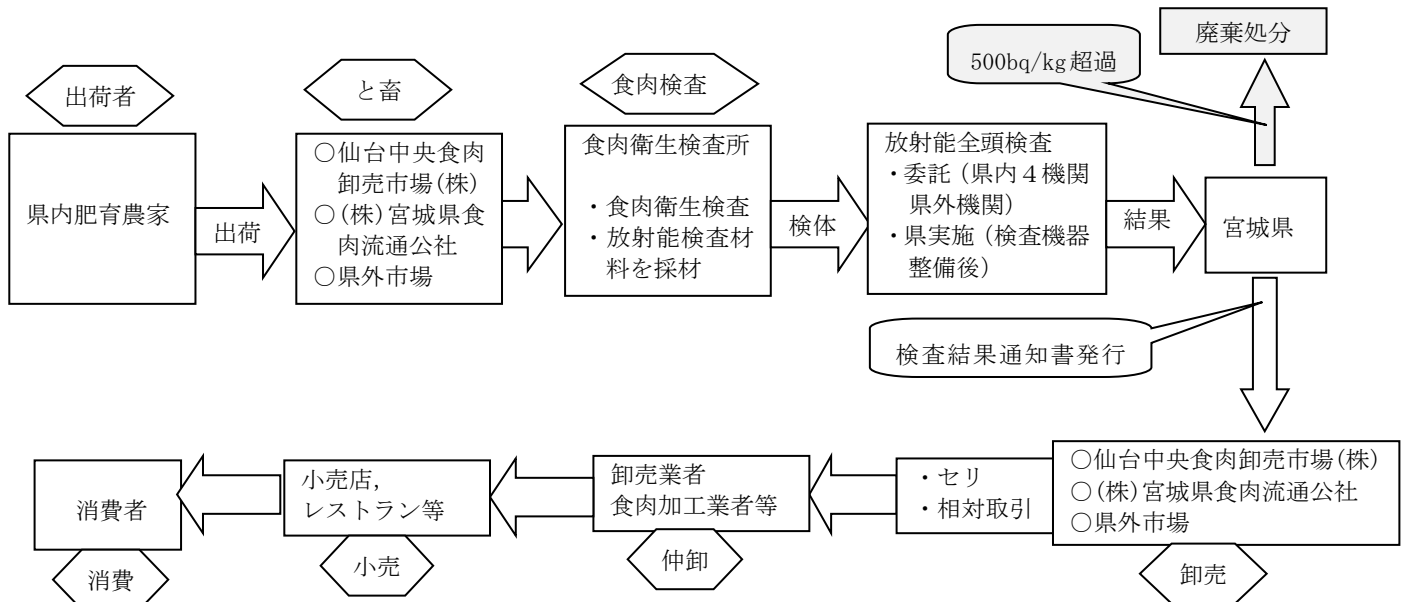 廃棄処分
500bq/kg超過
出荷者
と畜
食肉検査
県内肥育農家
出荷
○仙台中央食肉
卸売市場(株)
○(株)宮城県食
肉流通公社
○県外市場
食肉衛生検査所
・食肉衛生検査
・放射能検査材
料を採材
検体
放射能全頭検査
・委託（県内４機関
県外機関）
・県実施（検査機器
整備後）
結果
宮城県
検査結果通知書発行
消費者
消費
小売店,
レストラン等
小売
卸売業者
食肉加工業者等
仲卸
・セリ
・相対取引
○仙台中央食肉卸売市場(株)
○(株)宮城県食肉流通公社
○県外市場
卸売